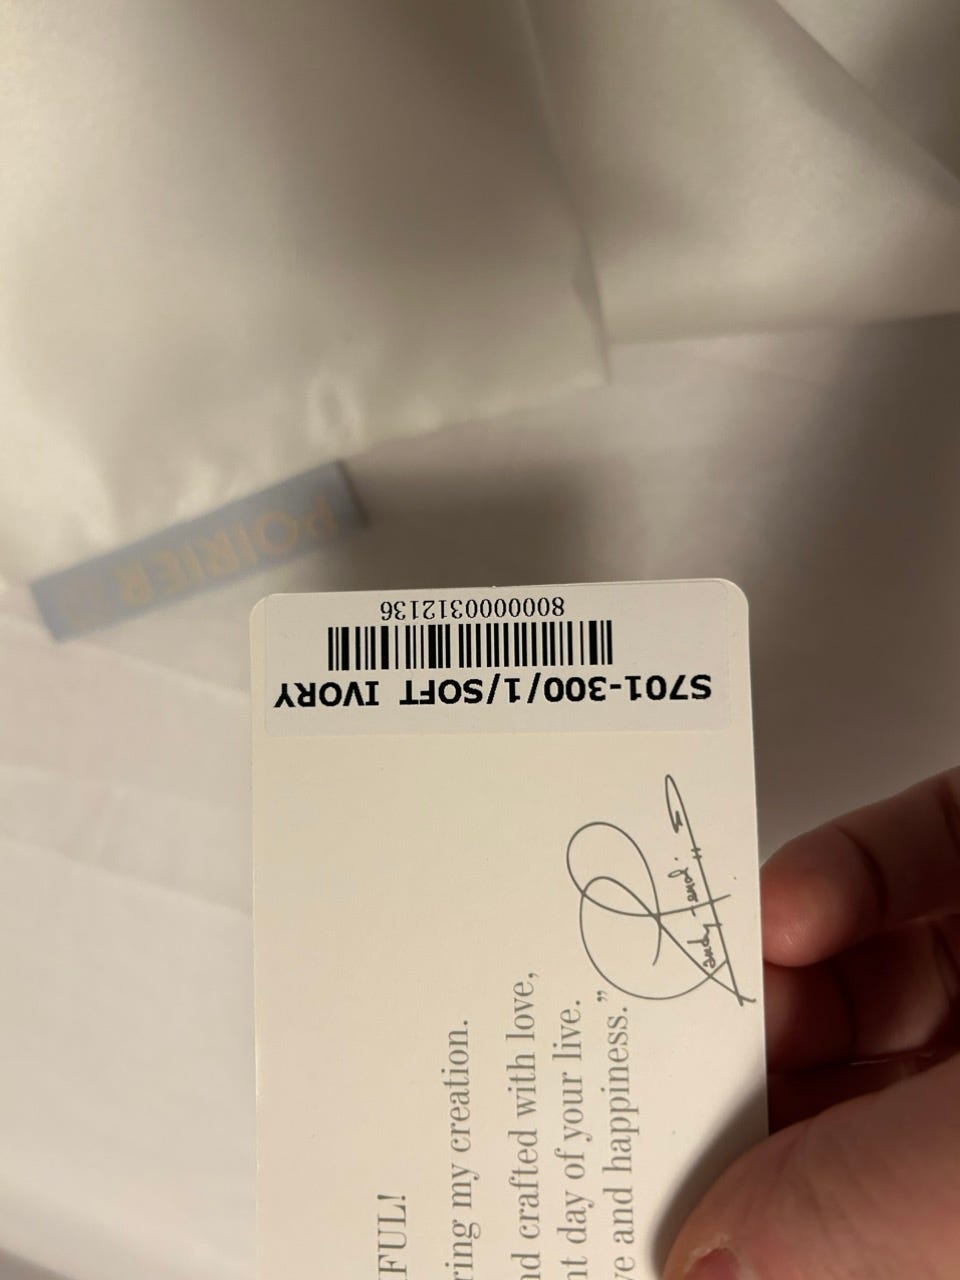 S701-300/1/SOFT IVORY
8000000312136
POIRIER
FUL!
ring my creation.
nd crafted with love,
nt day of your live.
ve and happiness.”